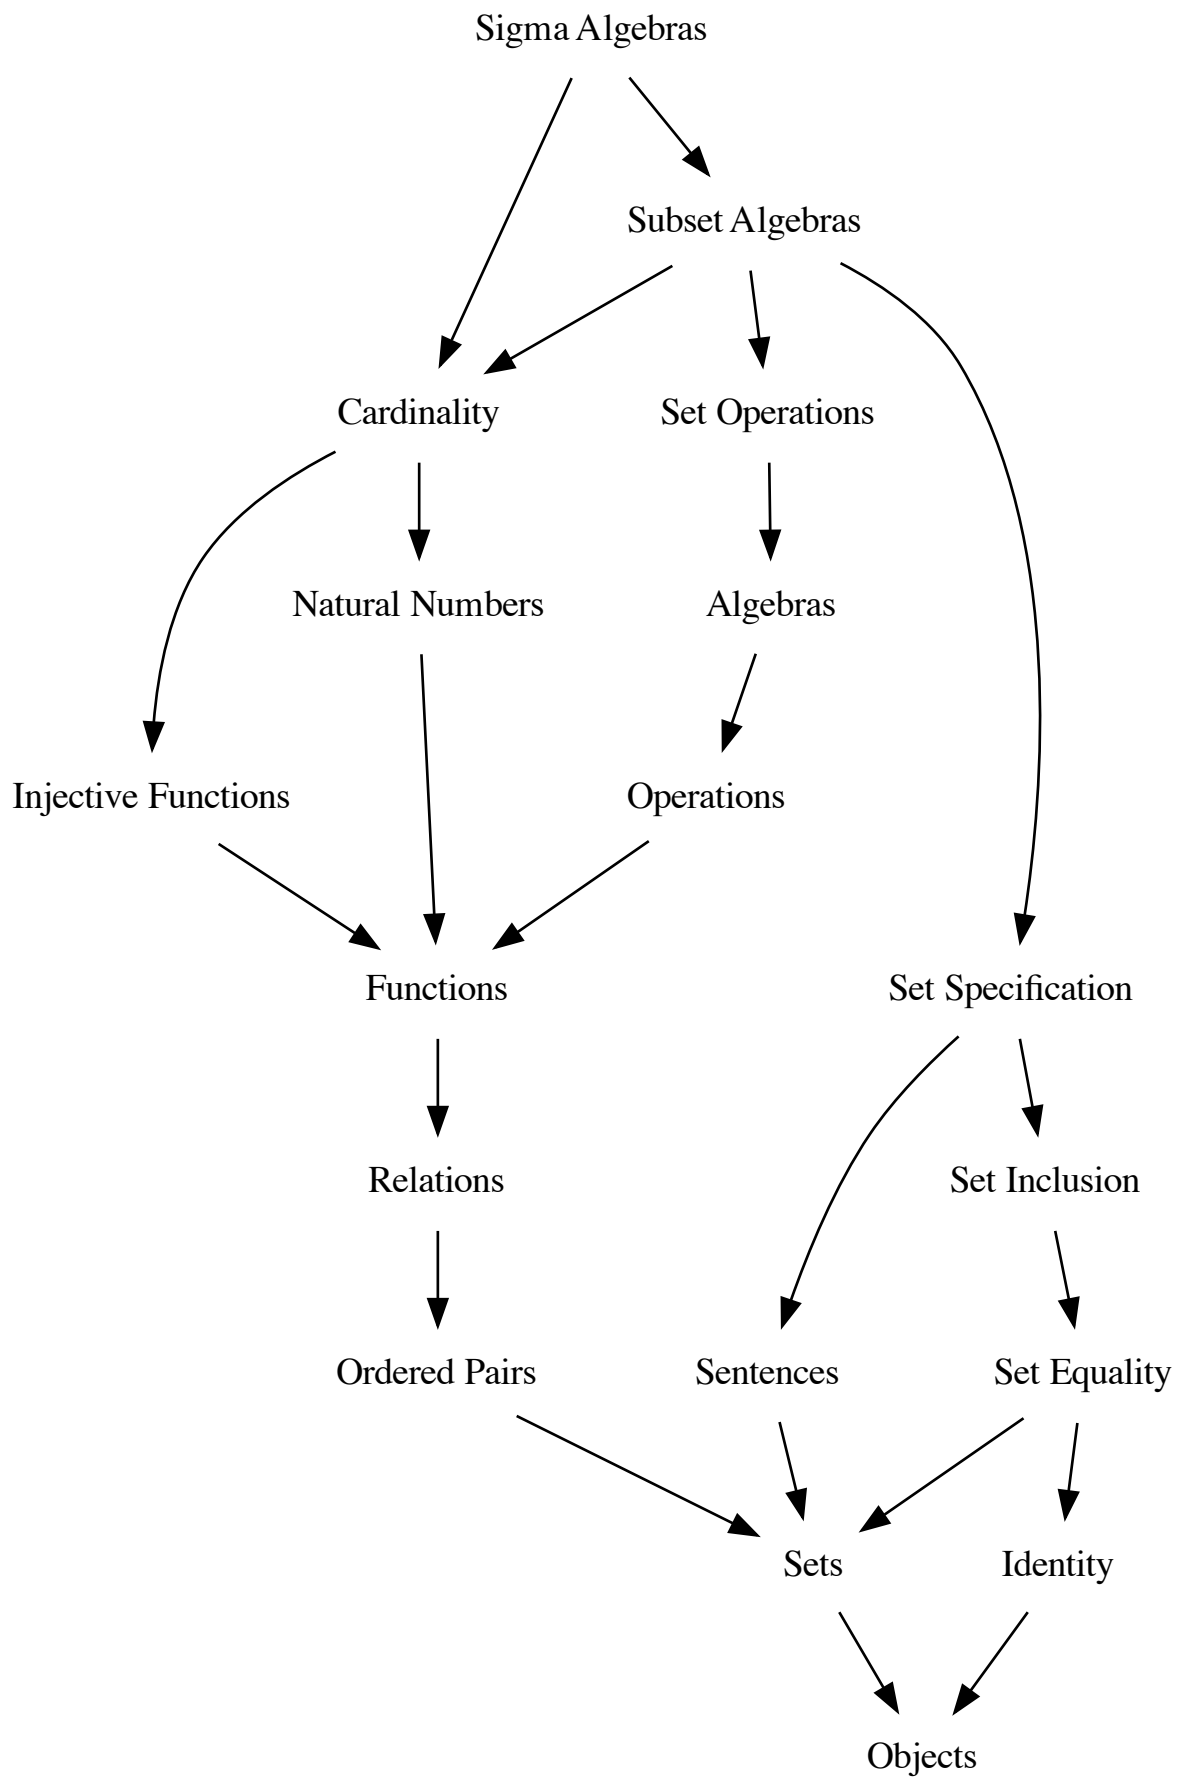 Sigma Algebras
Subset Algebras
Cardinality
Set Operations
Natural Numbers
Algebras
Injective Functions
Operations
Functions
Set Specification
Relations
Set Inclusion
Ordered Pairs
Sentences
Set Equality
Sets
Identity
Objects